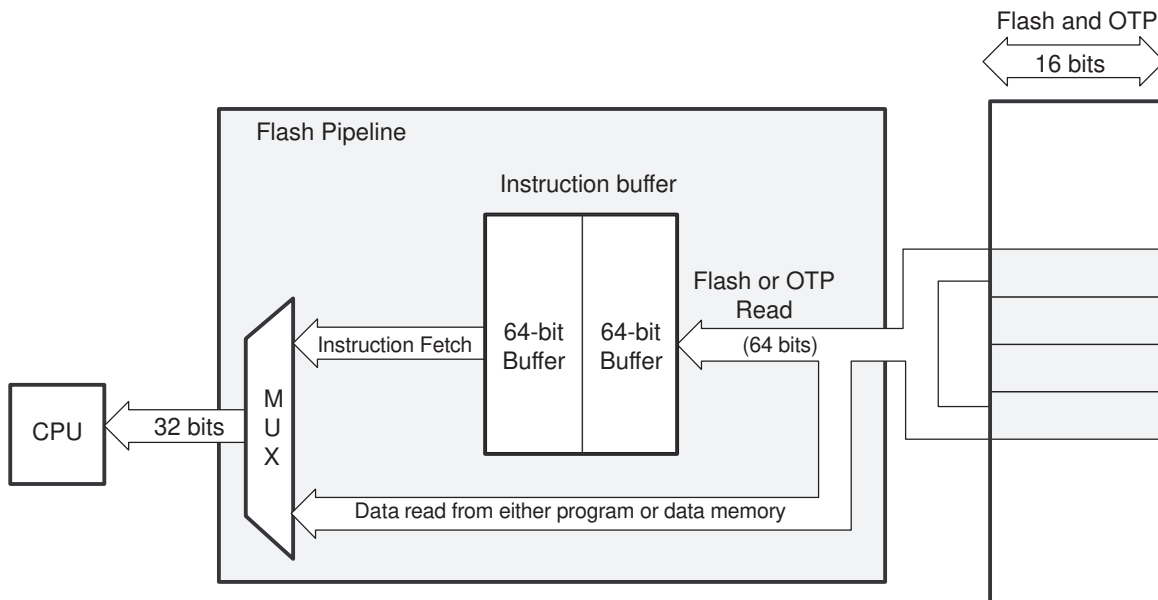 Flash and OTP
16 bits
Flash Pipeline
Instruction buffer
Flash or OTP
Read
(64 bits)
64-bit
Buffer
64-bit
Buffer
Instruction Fetch
M
U
X
CPU
32 bits
Data read from either program or data memory